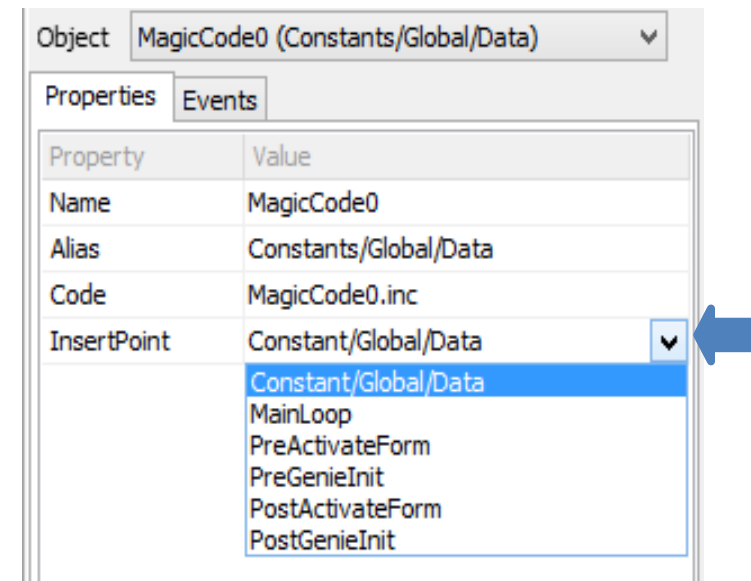 Object MagicCode0 (Constants/Global/Data)
Properties Events
Property Value
Name MagicCode0
Alias Constants/Global/Data
Code MagicCode0.inc
InsertPoint Constant/Global/Data
Constant/Global/Data
MainLoop
PreActivateForm
PreGenieInit
PostActivateForm
PostGenieInit